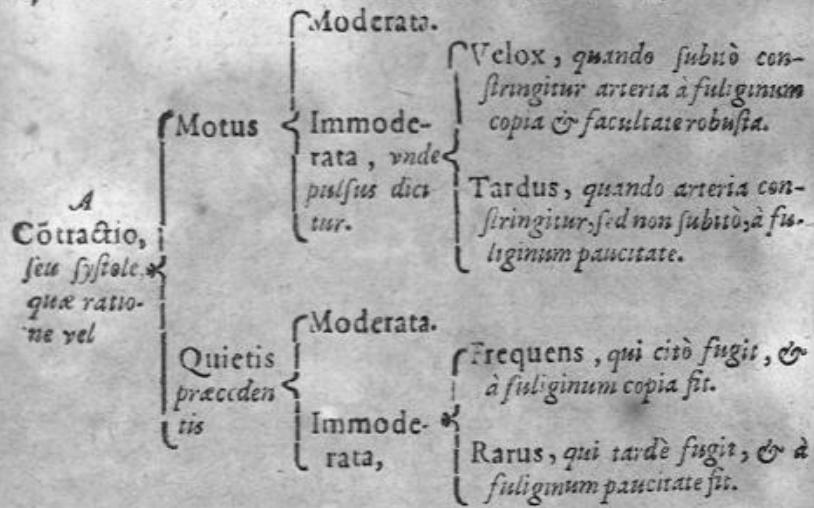 A
Cõtractio,
seu systole
quæ ratio-
ne vel
Motus
Moderata.
Immode-
rata, vnde
pulsus dici
tur.
Velox, quando subitò con-
stringitur arteria à fuliginum
copia & facultate robusta.
Tardus, quando arteria con-
stringitur, sed non subitò, à fu-
liginum paucitate.
Quietis
præceden
tis
Moderata.
Immode-
rata,
Frequens, qui citò fugit, &
à fuliginum copia fit.
Rarus, qui tardè fugit, & à
fuliginum paucitate fit.